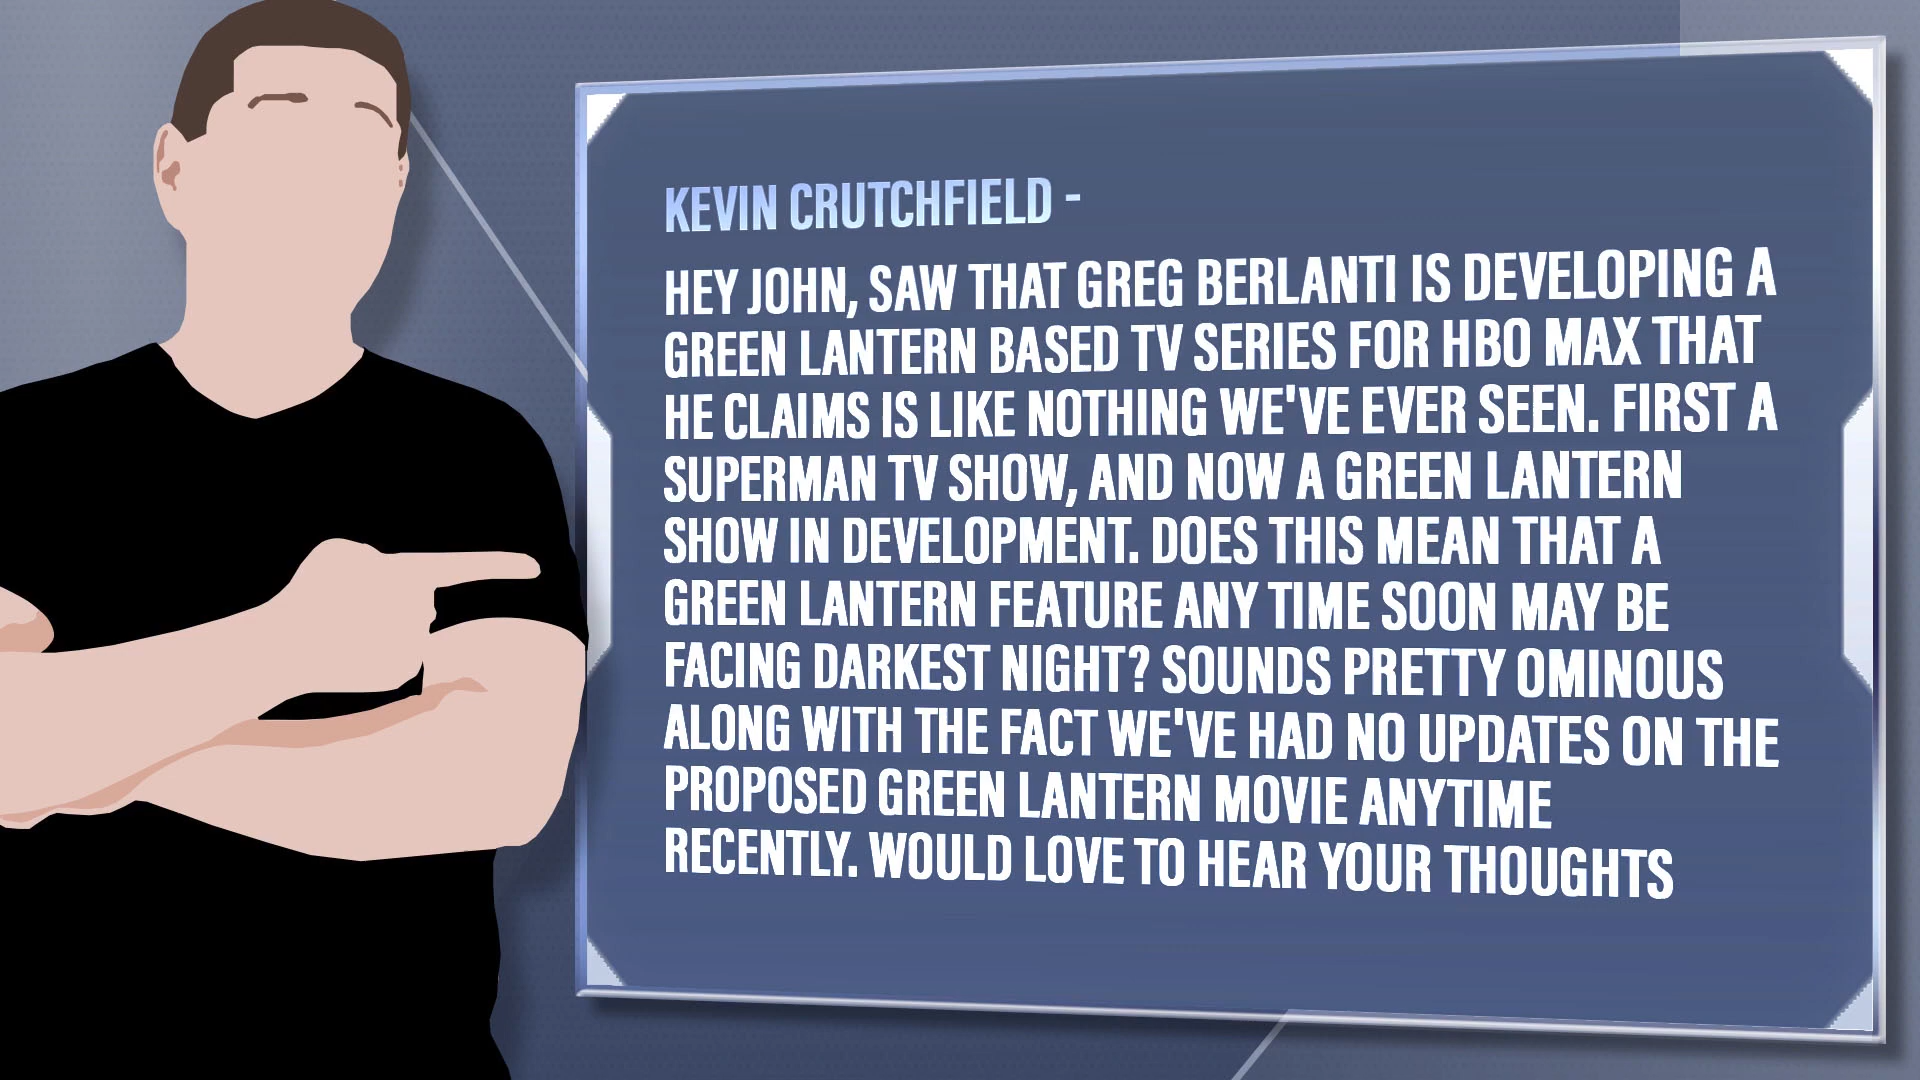 KEVIN CRUTCHFIELD -
HEY JOHN, SAW THAT GREG BERLANTI IS DEVELOPING A
GREEN LANTERN BASED TV SERIES FOR HBO MAX THAT
HE CLAIMS IS LIKE NOTHING WE'VE EVER SEEN. FIRST A
SUPERMAN TV SHOW, AND NOW A GREEN LANTERN
SHOW IN DEVELOPMENT. DOES THIS MEAN THAT A
GREEN LANTERN FEATURE ANY TIME SOON MAY BE
FACING DARKEST NIGHT? SOUNDS PRETTY OMINOUS
ALONG WITH THE FACT WE'VE HAD NO UPDATES ON THE
PROPOSED GREEN LANTERN MOVIE ANYTIME
RECENTLY. WOULD LOVE TO HEAR YOUR THOUGHTS